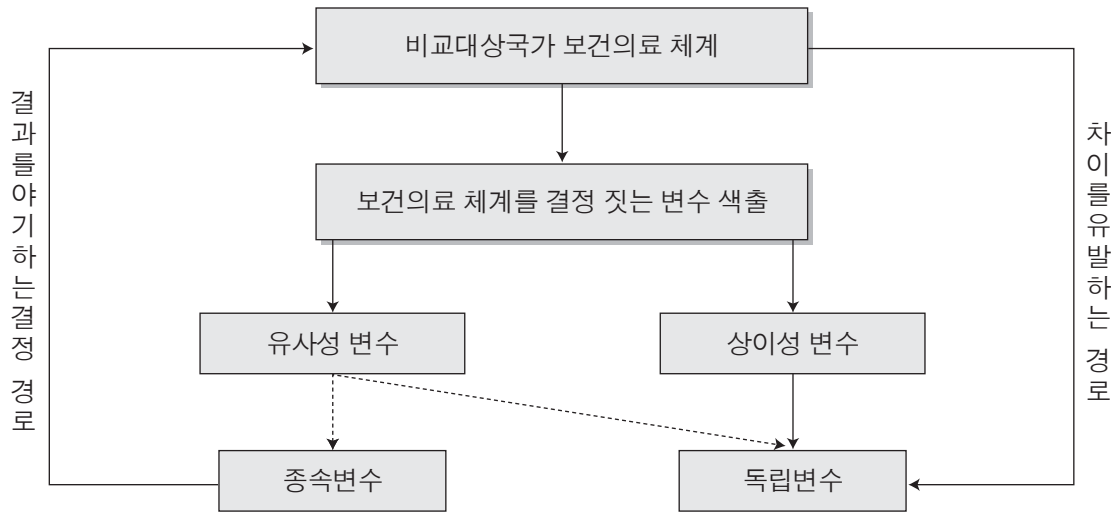 비교대상국가 보건의료 체계
결과를야기하는결정 경로
차이를유발하는 경로
보건의료 체계를 결정 짓는 변수 색출
유사성 변수
상이성 변수
종속변수
독립변수